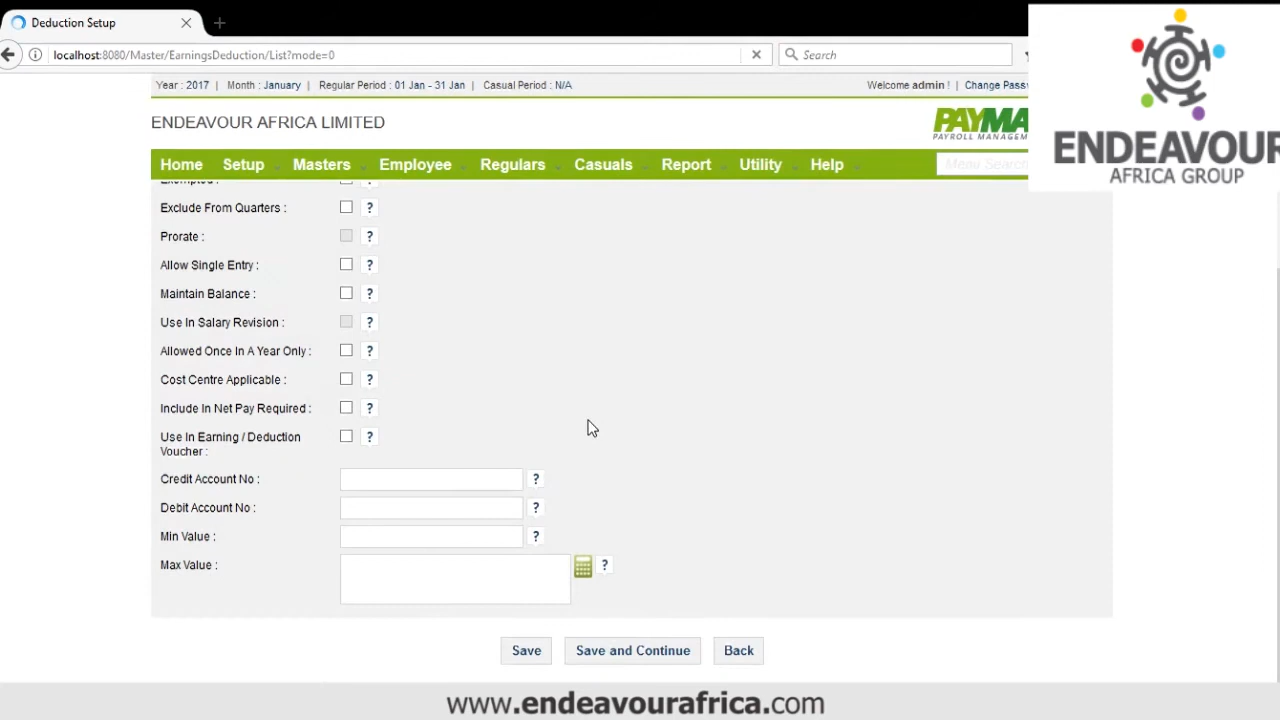 Deduction Setup
localhost:8080/Master/EarningsDeduction/List?mode=0
Search
Year : 2017 | Month : January | Regular Period : 01 Jan - 31 Jan | Casual Period : N/A
Welcome admin ! | Change Passw
ENDEAVOUR AFRICA LIMITED
PAYMA
PAYROLL MANAGEM
ENDEAVOUR
AFRICA GROUP
Home Setup Masters Employee Regulars Casuals Report Utility Help Menu Search
Exempted :
Exclude From Quarters : ?
Prorate : ?
Allow Single Entry : ?
Maintain Balance : ?
Use In Salary Revision : ?
Allowed Once In A Year Only : ?
Cost Centre Applicable : ?
Include In Net Pay Required : ?
Use In Earning / Deduction ?
Voucher :
Credit Account No : ?
Debit Account No : ?
Min Value : ?
Max Value : ?
Save Save and Continue Back
www.endeavourafrica.com